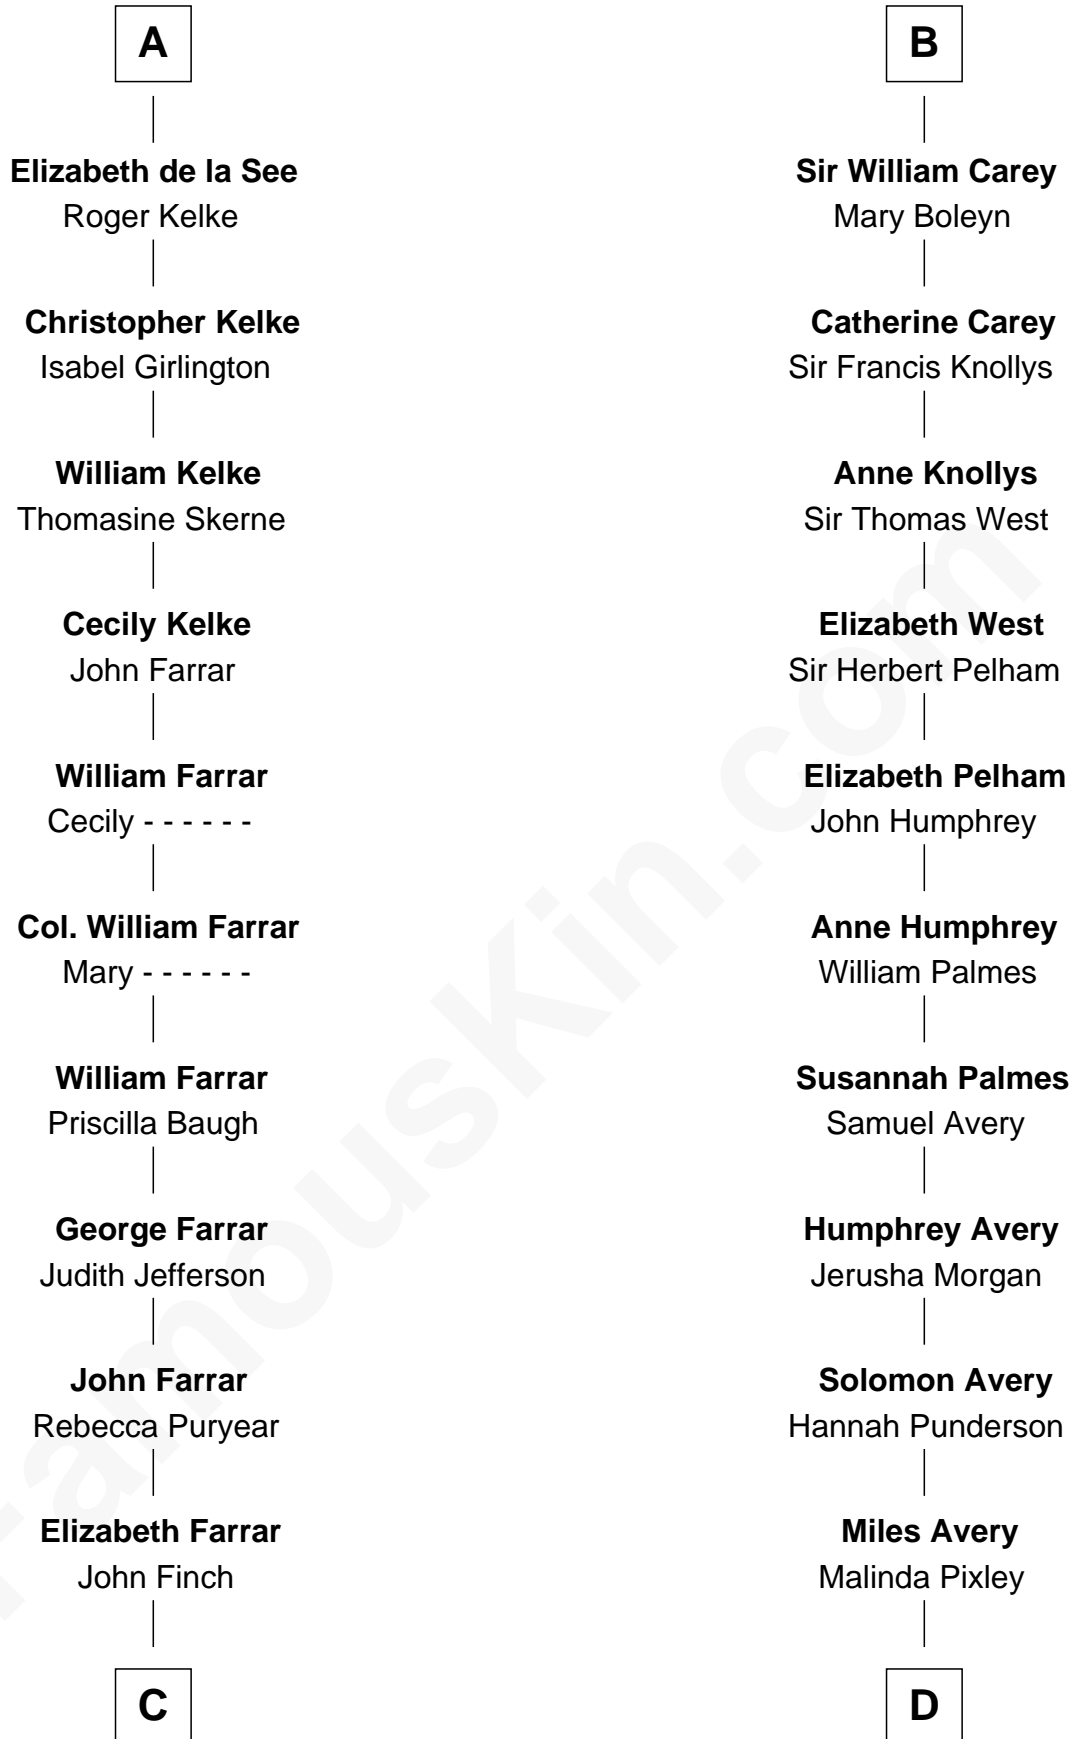 A
Elizabeth de la See
Roger Kelke
Christopher Kelke
Isabel Girlington
William Kelke
Thomasine Skerne
Cecily Kelke
John Farrar
William Farrar
Cecily - - - - - -
Col. William Farrar
Mary - - - - - -
William Farrar
Priscilla Baugh
George Farrar
Judith Jefferson
John Farrar
Rebecca Puryear
Elizabeth Farrar
John Finch
C
B
Sir William Carey
Mary Boleyn
Catherine Carey
Sir Francis Knollys
Anne Knollys
Sir Thomas West
Elizabeth West
Sir Herbert Pelham
Elizabeth Pelham
John Humphrey
Anne Humphrey
William Palmes
Susannah Palmes
Samuel Avery
Humphrey Avery
Jerusha Morgan
Solomon Avery
Hannah Punderson
Miles Avery
Malinda Pixley
D
FamousKin.com